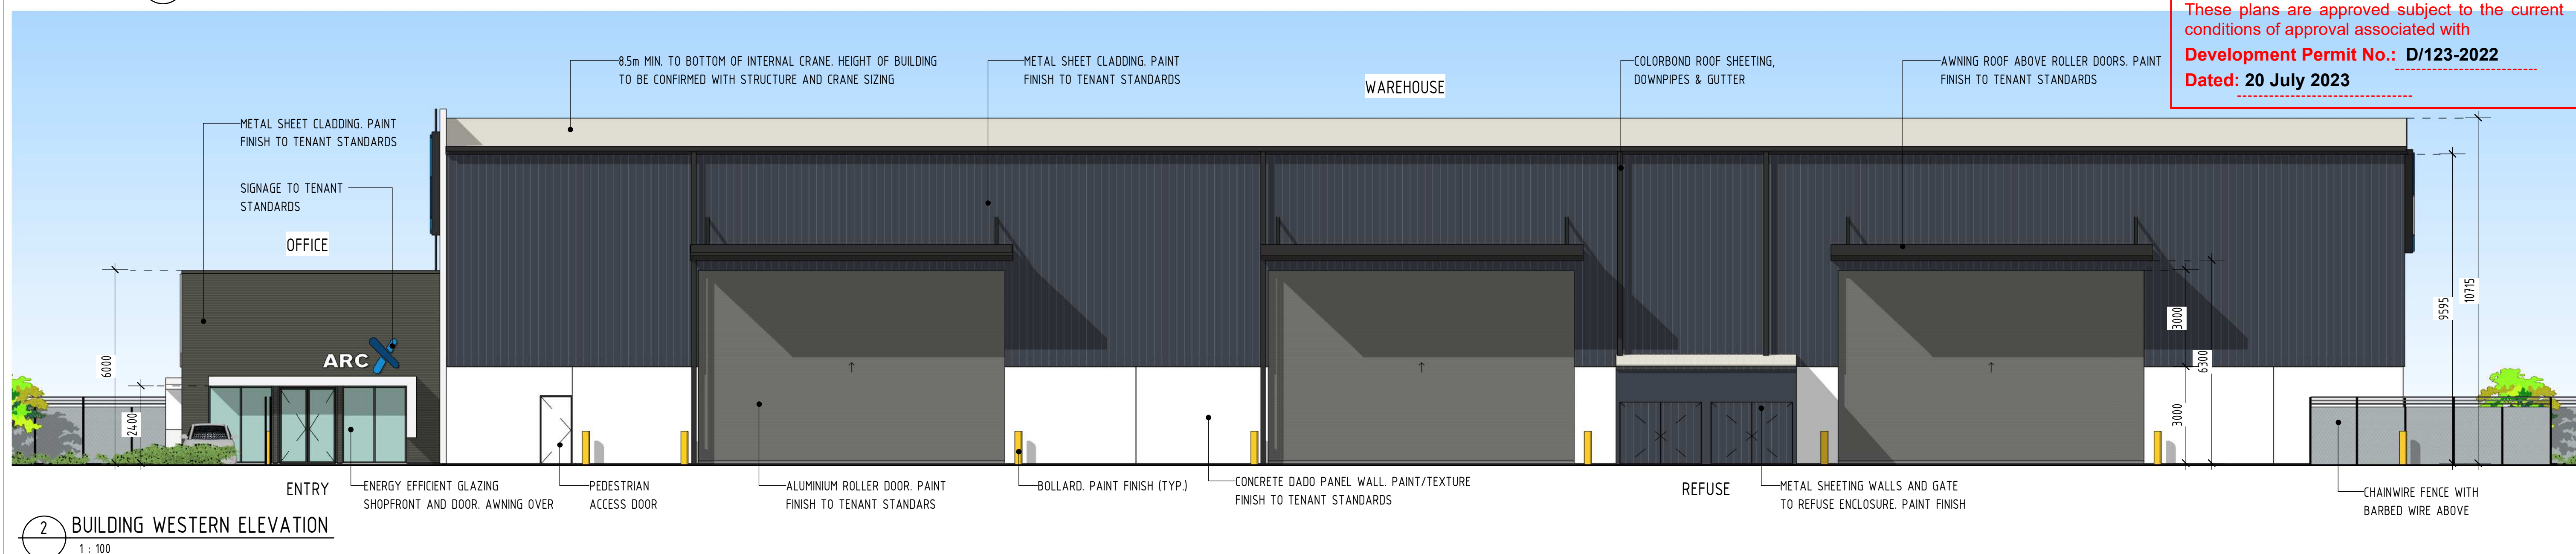 These plans are approved subject to the current
conditions of approval associated with
Development Permit No.: D/123-2022
Dated: 20 July 2023
8.5m MIN. TO BOTTOM OF INTERNAL CRANE. HEIGHT OF BUILDING
TO BE CONFIRMED WITH STRUCTURE AND CRANE SIZING
METAL SHEET CLADDING. PAINT
FINISH TO TENANT STANDARDS
WAREHOUSE
COLORBOND ROOF SHEETING,
DOWNPIPES & GUTTER
AWNING ROOF ABOVE ROLLER DOORS. PAINT
FINISH TO TENANT STANDARDS
METAL SHEET CLADDING. PAINT
FINISH TO TENANT STANDARDS
SIGNAGE TO TENANT
STANDARDS
OFFICE
ARC X
6000
2400
3000
3000
6300
9595
10715
ENTRY
ENERGY EFFICIENT GLAZING
SHOPFRONT AND DOOR. AWNING OVER
PEDESTRIAN
ACCESS DOOR
ALUMINIUM ROLLER DOOR. PAINT
FINISH TO TENANT STANDARS
BOLLARD. PAINT FINISH (TYP.)
CONCRETE DADO PANEL WALL. PAINT/TEXTURE
FINISH TO TENANT STANDARDS
REFUSE
METAL SHEETING WALLS AND GATE
TO REFUSE ENCLOSURE. PAINT FINISH
CHAINWIRE FENCE WITH
BARBED WIRE ABOVE
2 BUILDING WESTERN ELEVATION
1 : 100